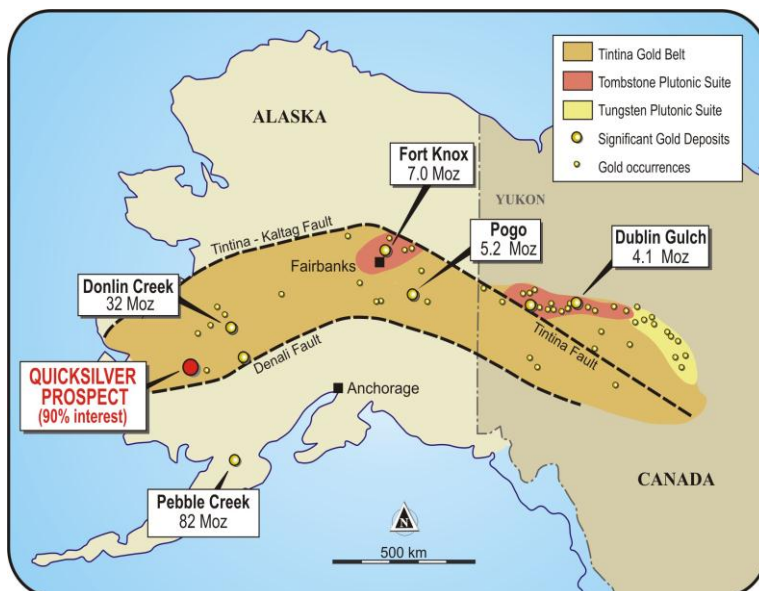 Tintina Gold Belt
Tombstone Plutonic Suite
Tungsten Plutonic Suite
Significant Gold Deposits
Gold occurrences
ALASKA
Fort Knox
7.0 Moz
YUKON
Tintina - Kaltag Fault
Pogo
5.2 Moz
Dublin Gulch
4.1 Moz
Fairbanks
Donlin Creek
32 Moz
Tintina Fault
Denali Fault
QUICKSILVER
PROSPECT
(90% interest)
Anchorage
Pebble Creek
82 Moz
CANADA
N
500 km